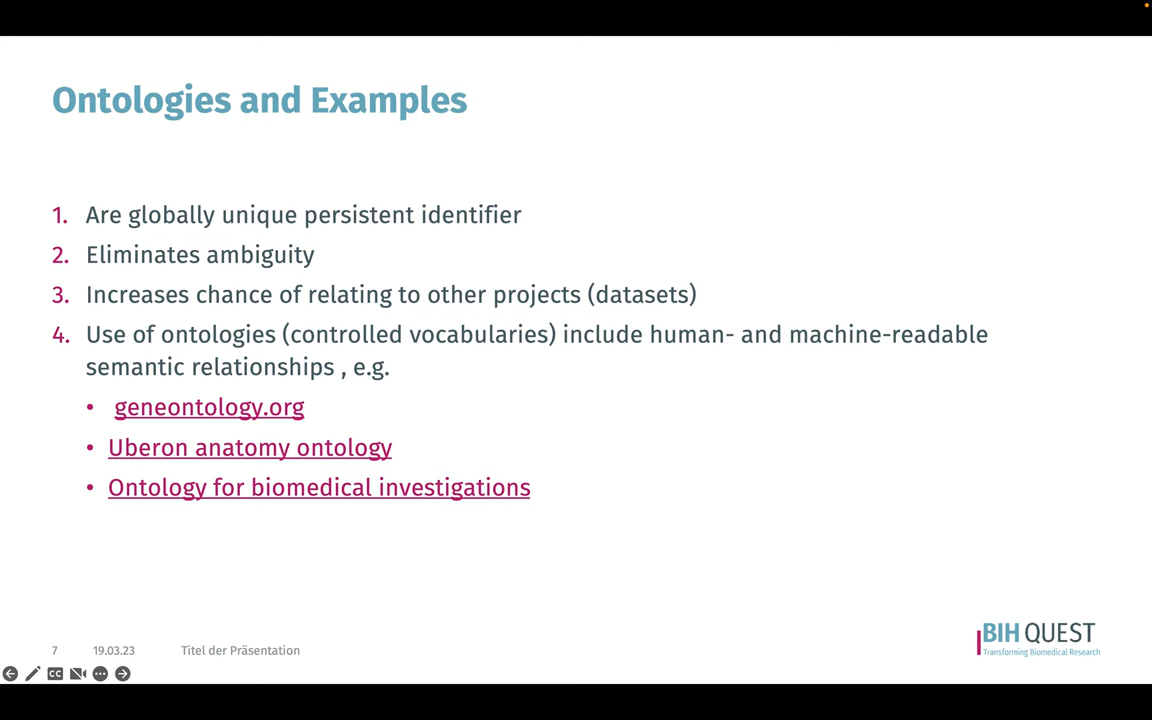 Ontologies and Examples
1. Are globally unique persistent identifier
2. Eliminates ambiguity
3. Increases chance of relating to other projects (datasets)
4. Use of ontologies (controlled vocabularies) include human- and machine-readable
semantic relationships , e.g.
• geneontology.org
• Uberon anatomy ontology
• Ontology for biomedical investigations
BIH QUEST
Transforming Biomedical Research
7 19.03.23 Titel der Präsentation
CC